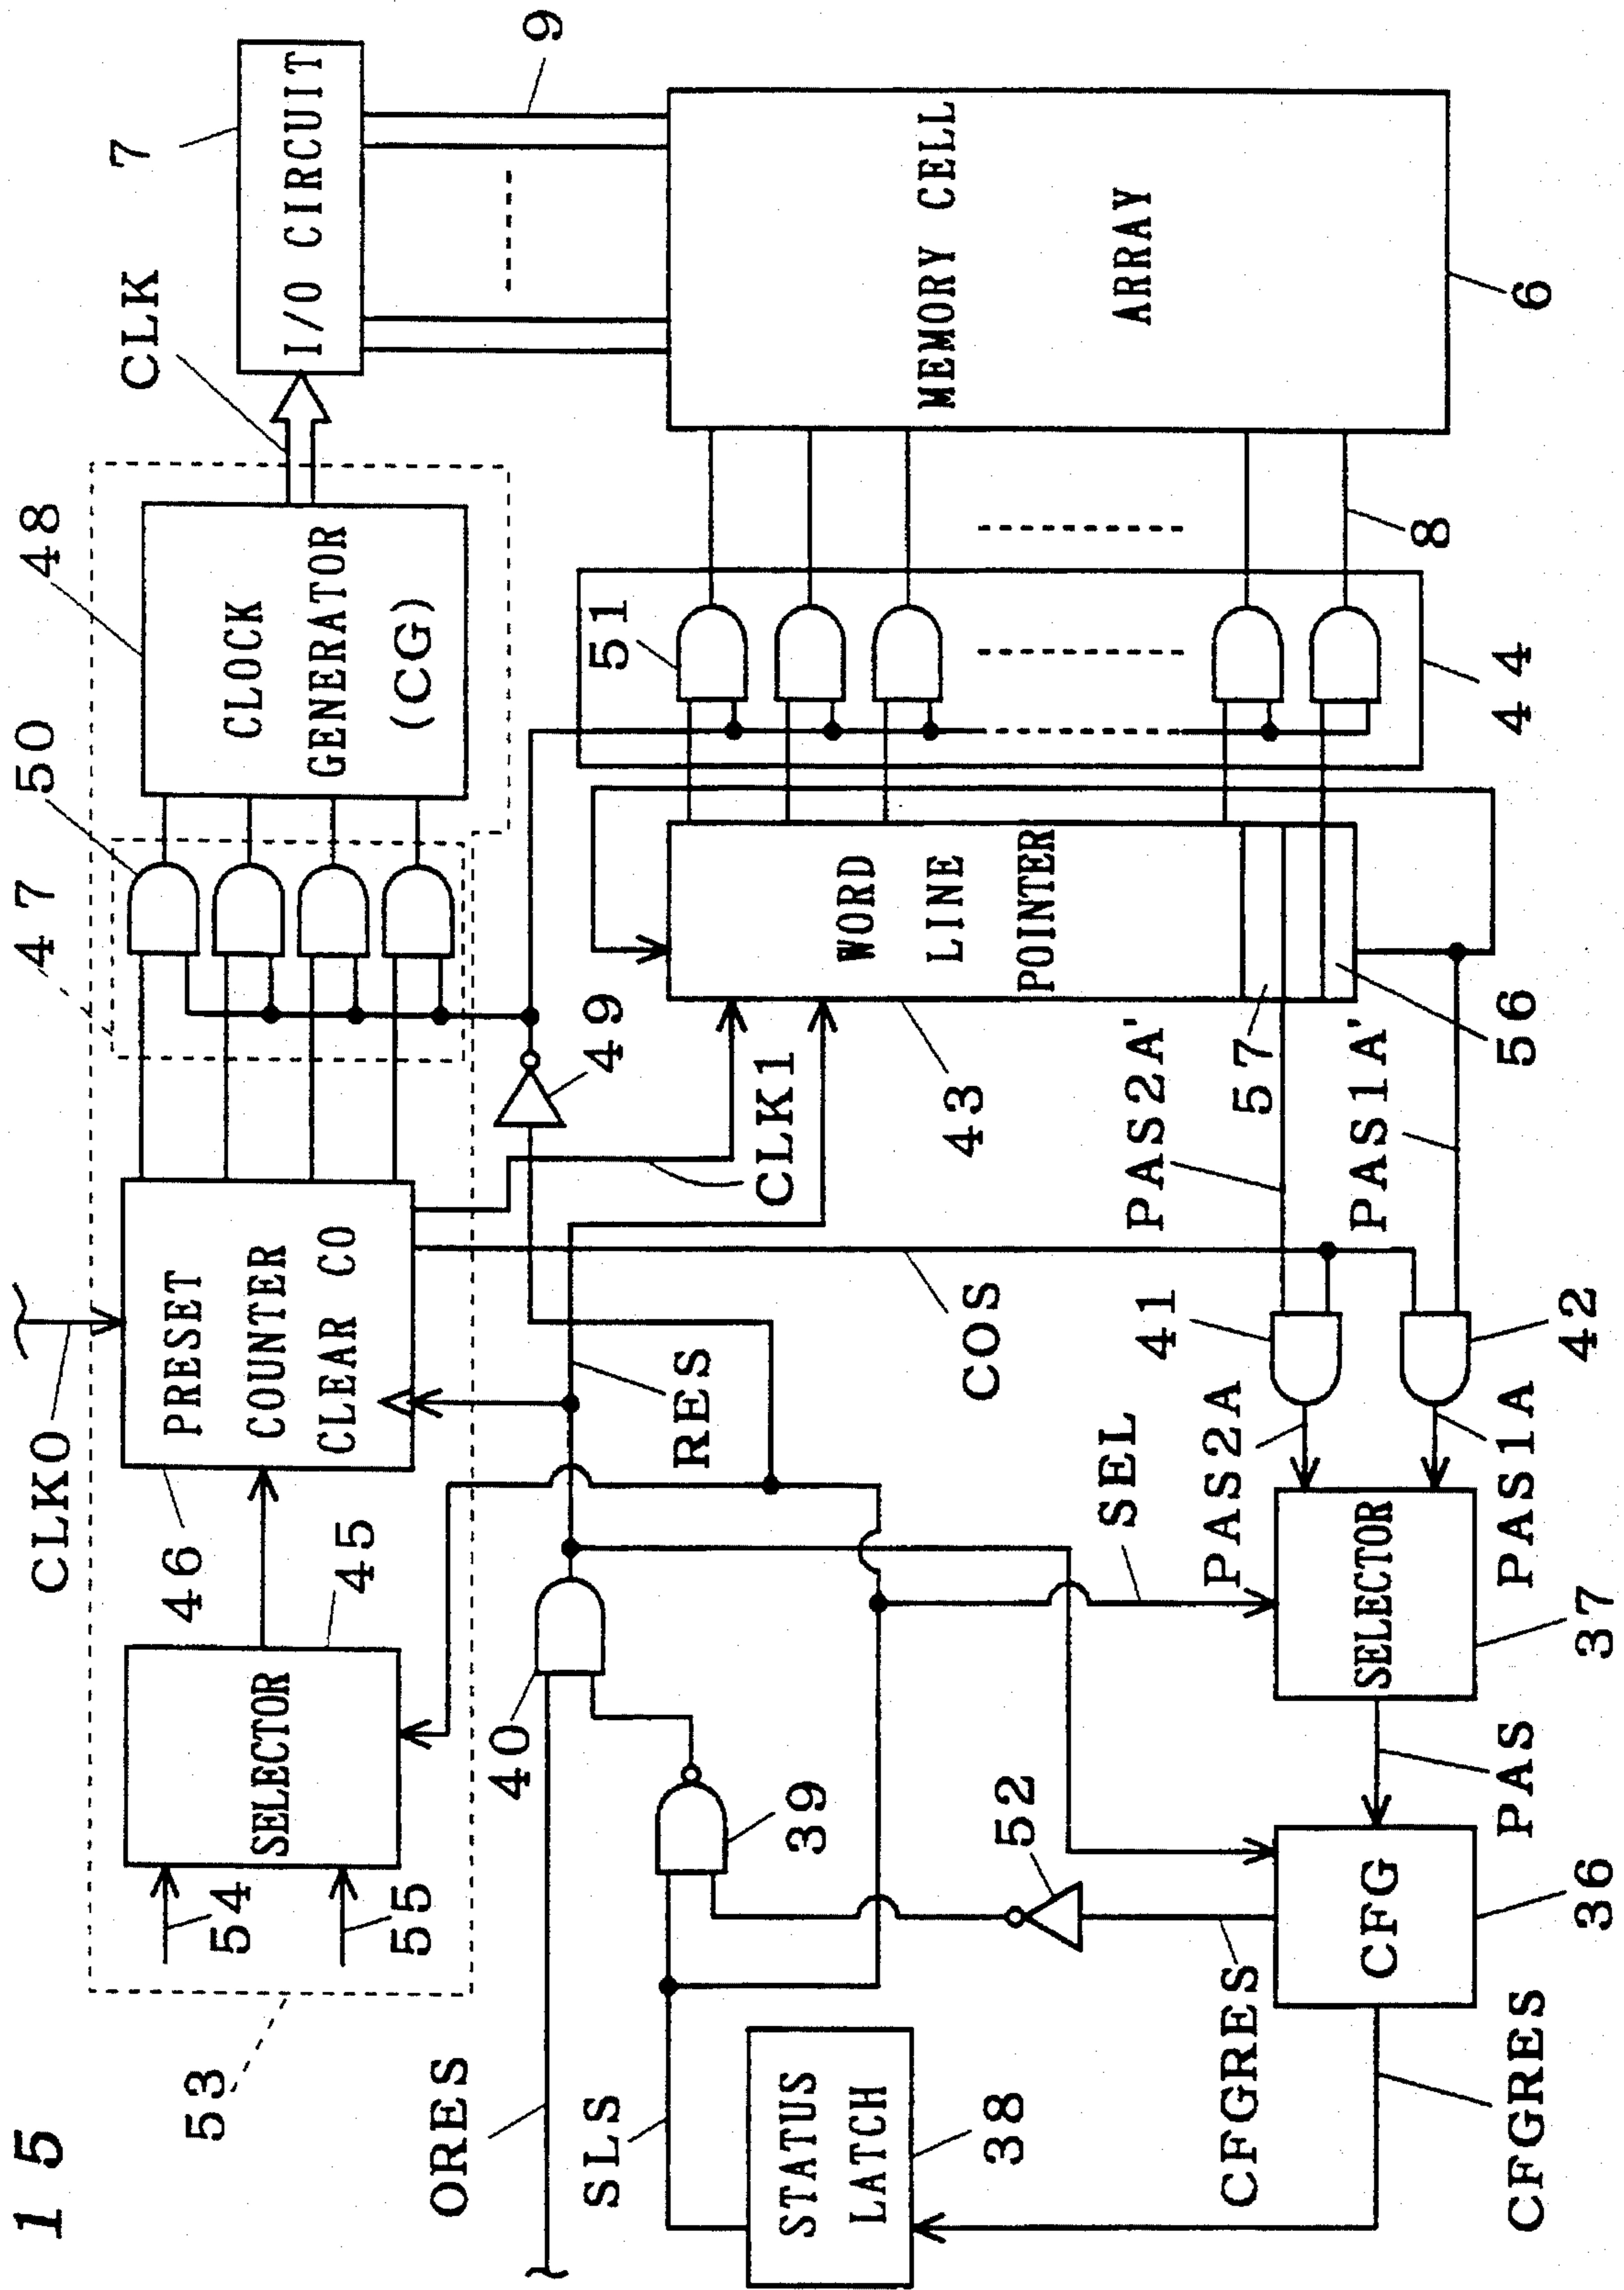 15
CLK0
47
50
48
CLK
7
53
54
55
SELECTOR
45
46
PRESET
COUNTER
CLEAR CO
CLOCK
GENERATOR
(CG)
I/O CIRCUIT
9
ORES
40
RES
49
CLK1
51
SLS
STATUS
LATCH
38
39
52
COS
43
WORD
LINE
POINTER
44
8
MEMORY CELL
ARRAY
6
CFGRES
CFG
36
SEL
PAS2A
41
PAS2A'
57
SELECTOR
37
PAS
PAS1A
42
PAS1A'
56
CFGRES